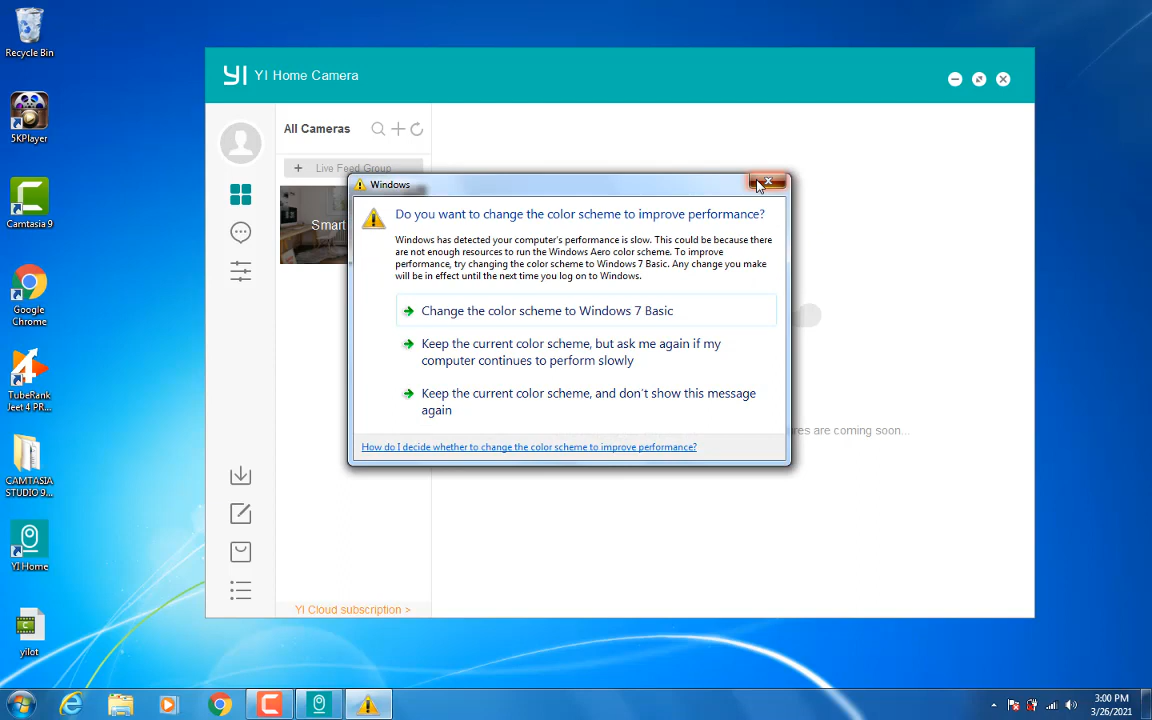 Recycle Bin
5KPlayer
Camtasia 9
Google
Chrome
TubeRank
Jeet 4 PR...
CAMTASIA
STUDIO 9...
YI Home
yilot
YI Home Camera
All Cameras
+ Live Feed Group
Smart
YI Cloud subscription >
res are coming soon...
Windows
Do you want to change the color scheme to improve performance?
Windows has detected your computer's performance is slow. This could be because there
are not enough resources to run the Windows Aero color scheme. To improve
performance, try changing the color scheme to Windows 7 Basic. Any change you make
will be in effect until the next time you log on to Windows.
Change the color scheme to Windows 7 Basic
Keep the current color scheme, but ask me again if my
computer continues to perform slowly
Keep the current color scheme, and don't show this message
again
How do I decide whether to change the color scheme to improve performance?
3:00 PM
3/26/2021